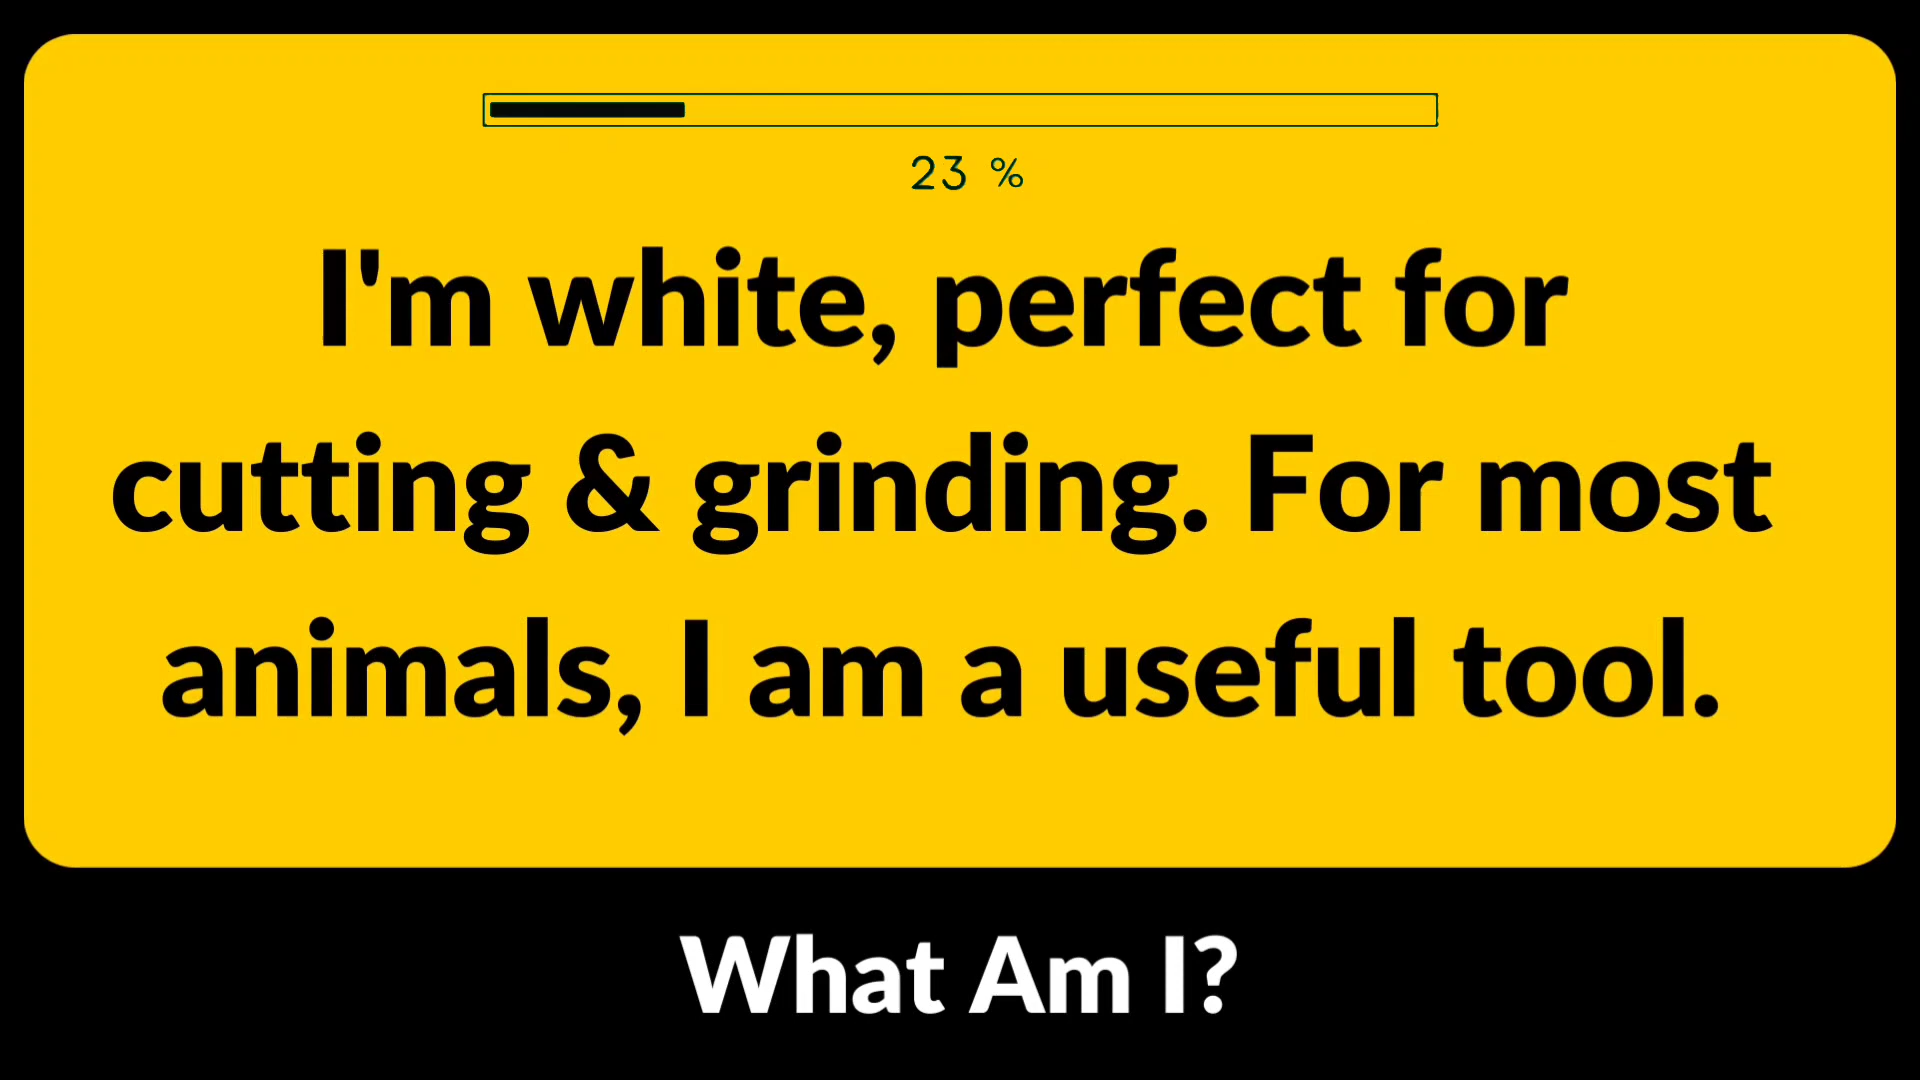 23 %
I'm white, perfect for
cutting & grinding. For most
animals, I am a useful tool.
What Am I?